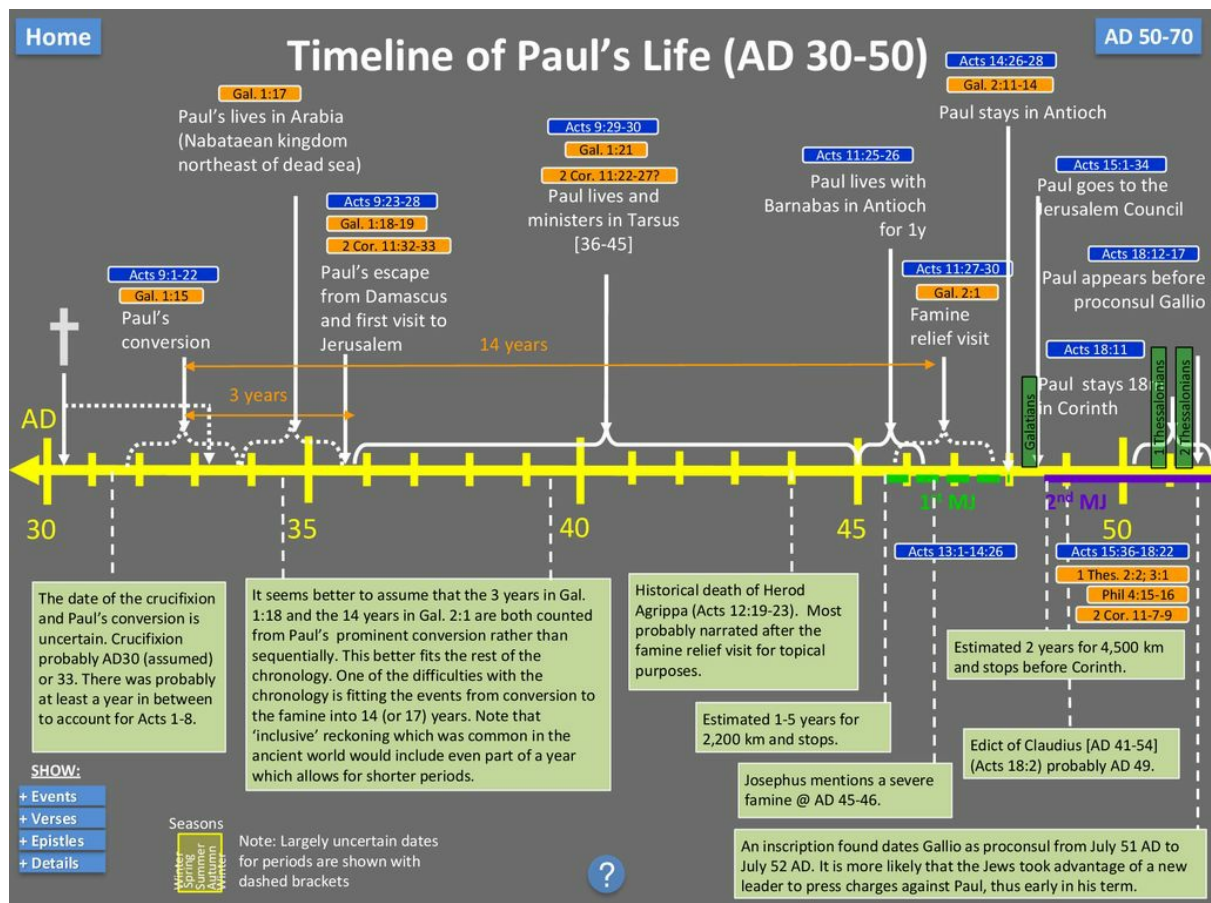 Home
Timeline of Paul's Life (AD 30-50)
AD 50-70
Gal. 1:17
Paul's lives in Arabia
(Nabataean kingdom
northeast of dead sea)
Acts 9:29-30
Gal. 1:21
2 Cor. 11:22-27?
Paul lives and
ministers in Tarsus
[36-45]
Acts 11:25-26
Paul lives with
Barnabas in Antioch
for 1y
Acts 14:26-28
Gal. 2:11-14
Paul stays in Antioch
Acts 15:1-34
Paul goes to the
Jerusalem Council
Acts 9:23-28
Gal. 1:18-19
2 Cor. 11:32-33
Paul's escape
from Damascus
and first visit to
Jerusalem
Acts 9:1-22
Gal. 1:15
Paul's
conversion
Acts 11:27-30
Gal. 2:1
Famine
relief visit
Acts 18:12-17
Paul appears before
proconsul Gallio
Acts 18:11
Paul stays 18m
in Corinth
14 years
3 years
Galatians
1 Thessalonians
2 Thessalonians
AD
30
35
40
45
50
1st MJ
2nd MJ
Acts 13:1-14:26
Acts 15:36-18:22
1 Thes. 2:2; 3:1
Phil 4:15-16
2 Cor. 11-7-9
The date of the crucifixion
and Paul's conversion is
uncertain. Crucifixion
probably AD30 (assumed)
or 33. There was probably
at least a year in between
to account for Acts 1-8.
It seems better to assume that the 3 years in Gal.
1:18 and the 14 years in Gal. 2:1 are both counted
from Paul's prominent conversion rather than
sequentially. This better fits the rest of the
chronology. One of the difficulties with the
chronology is fitting the events from conversion to
the famine into 14 (or 17) years. Note that
'inclusive' reckoning which was common in the
ancient world would include even part of a year
which allows for shorter periods.
Historical death of Herod
Agrippa (Acts 12:19-23). Most
probably narrated after the
famine relief visit for topical
purposes.
Estimated 1-5 years for
2,200 km and stops.
Josephus mentions a severe
famine @ AD 45-46.
Estimated 2 years for 4,500 km
and stops before Corinth.
Edict of Claudius [AD 41-54]
(Acts 18:2) probably AD 49.
An inscription found dates Gallio as proconsul from July 51 AD to
July 52 AD. It is more likely that the Jews took advantage of a new
leader to press charges against Paul, thus early in his term.
SHOW:
+ Events
+ Verses
+ Epistles
+ Details
Seasons
Winter
Spring
Summer
Autumn
Winter
Note: Largely uncertain dates
for periods are shown with
dashed brackets
?